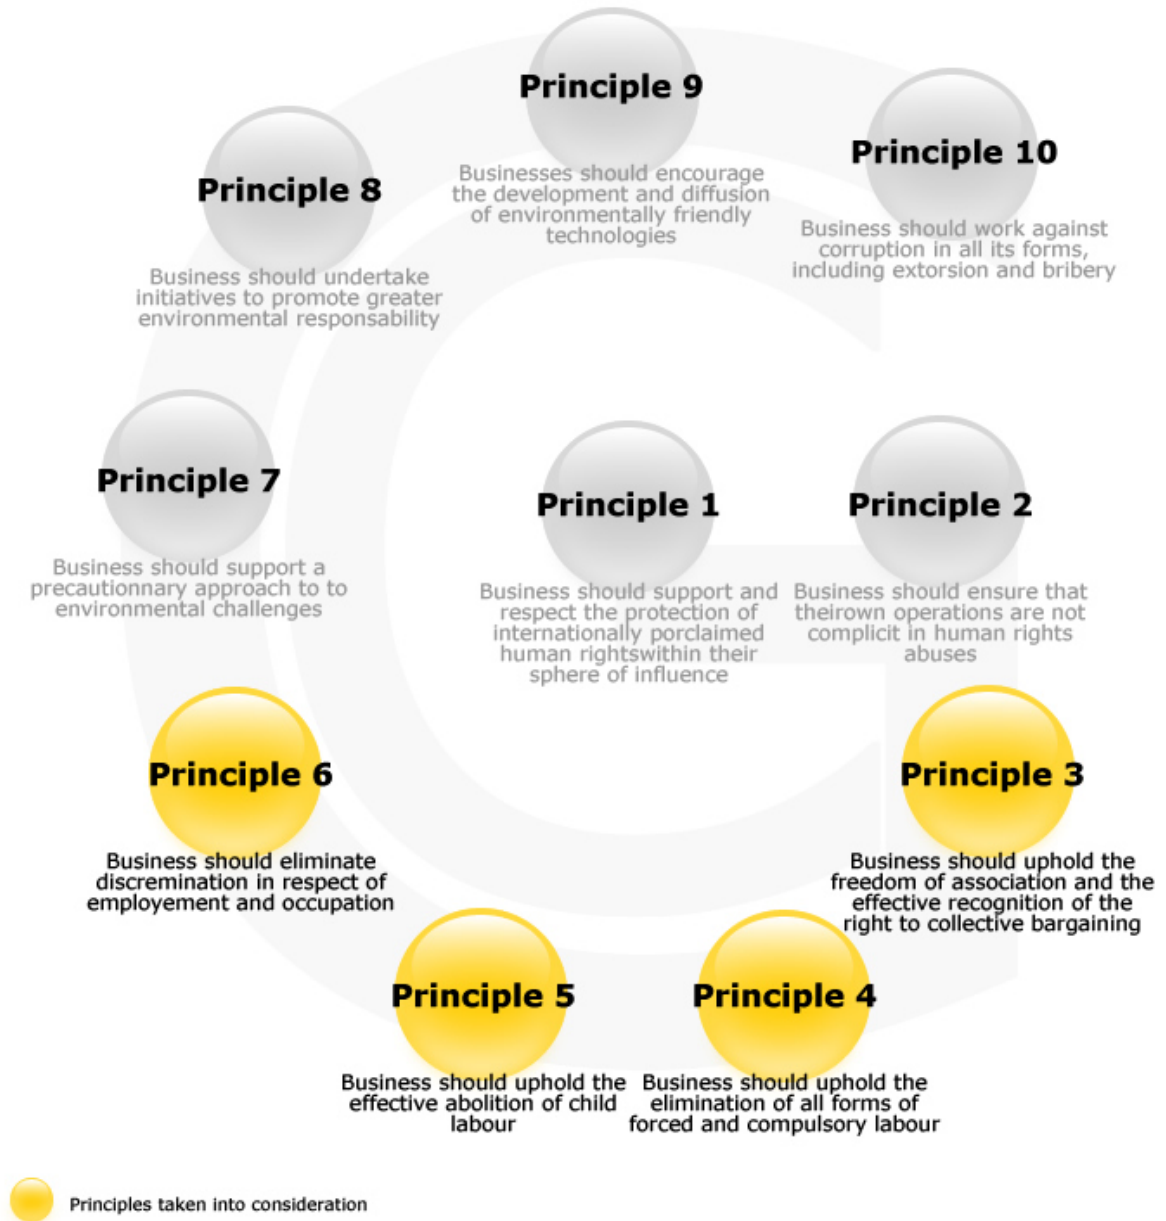 Principle 9
Businesses should encourage
the development and diffusion
of environmentally friendly
technologies
Principle 10
Business should work against
corruption in all its forms,
including extorsion and bribery
Principle 8
Business should undertake
initiatives to promote greater
environmental responsability
Principle 7
Business should support a
precautionnary approach to to
environmental challenges
Principle 1
Business should support and
respect the protection of
internationally porclaimed
human rightswithin their
sphere of influence
Principle 2
Business should ensure that
theirown operations are not
complicit in human rights
abuses
Principle 6
Business should eliminate
discrimination in respect of
employement and occupation
Principle 3
Business should uphold the
freedom of association and the
effective recognition of the
right to collective bargaining
Principle 5
Business should uphold the
effective abolition of child
labour
Principle 4
Business should uphold the
elimination of all forms of
forced and compulsory labour
Principles taken into consideration